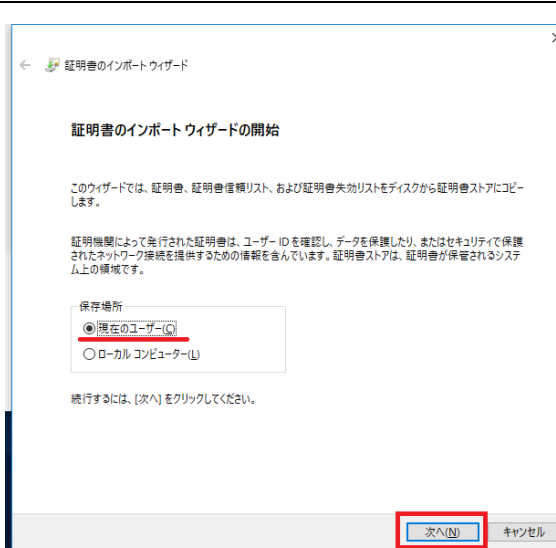 証明書のインポート ウィザード
証明書のインポート ウィザードの開始
このウィザードでは、証明書、証明書信頼リスト、および証明書失効リストをディスクから証明書ストアにコピー
します。
証明機関によって発行された証明書は、ユーザー ID を確認し、データを保護したり、またはセキュリティで保護
されたネットワーク接続を提供するための情報を含んでいます。証明書ストアは、証明書が保管されるシステ
ム上の領域です。
保存場所
現在のユーザー(C)
ローカル コンピューター(L)
続行するには、[次へ] をクリックしてください。
次へ(N)
キャンセル